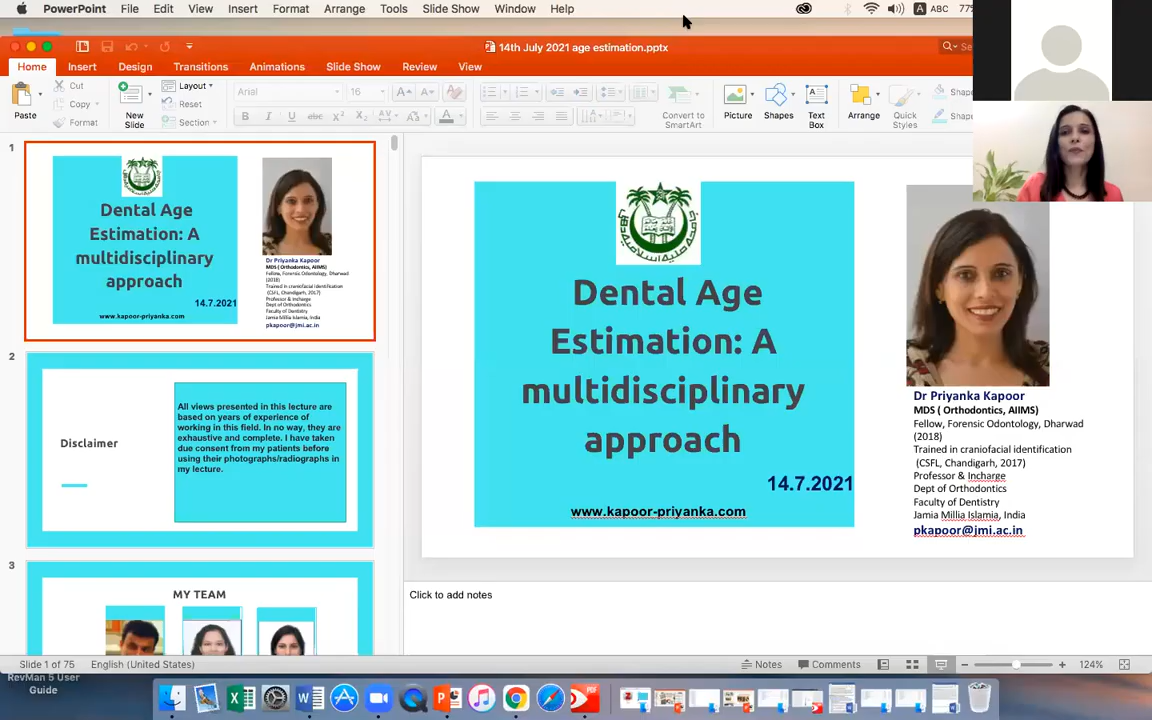 PowerPoint File Edit View Insert Format Arrange Tools Slide Show Window Help ABC 77%
14th July 2021 age estimation.pptx
Home Insert Design Transitions Animations Slide Show Review View
Cut
Copy
Format
Paste
New Slide
Layout
Reset
Section
Arial 16
Convert to SmartArt
Picture Shapes Text Box Arrange Quick Styles
1
Dental Age
Estimation: A
multidisciplinary
approach
14.7.2021
www.kapoor-priyanka.com
Dr Priyanka Kapoor
MDS ( Orthodontics, AIIMS)
Fellow, Forensic Odontology, Dharwad
(2018)
Trained in craniofacial identification
(CSFL, Chandigarh, 2017)
Professor & Incharge
Dept of Orthodontics
Faculty of Dentistry
Jamia Millia Islamia, India
pkapoor@jmi.ac.in
2
Disclaimer
All views presented in this lecture are
based on years of experience of
working in this field. In no way, they are
exhaustive and complete. I have taken
due consent from my patients before
using their photographs/radiographs in
my lecture.
3
MY TEAM
Dental Age
Estimation: A
multidisciplinary
approach
14.7.2021
www.kapoor-priyanka.com
Dr Priyanka Kapoor
MDS ( Orthodontics, AIIMS)
Fellow, Forensic Odontology, Dharwad
(2018)
Trained in craniofacial identification
(CSFL, Chandigarh, 2017)
Professor & Incharge
Dept of Orthodontics
Faculty of Dentistry
Jamia Millia Islamia, India
pkapoor@jmi.ac.in
Click to add notes
Slide 1 of 75 English (United States) Notes Comments 124%
RevMan 5 User
Guide